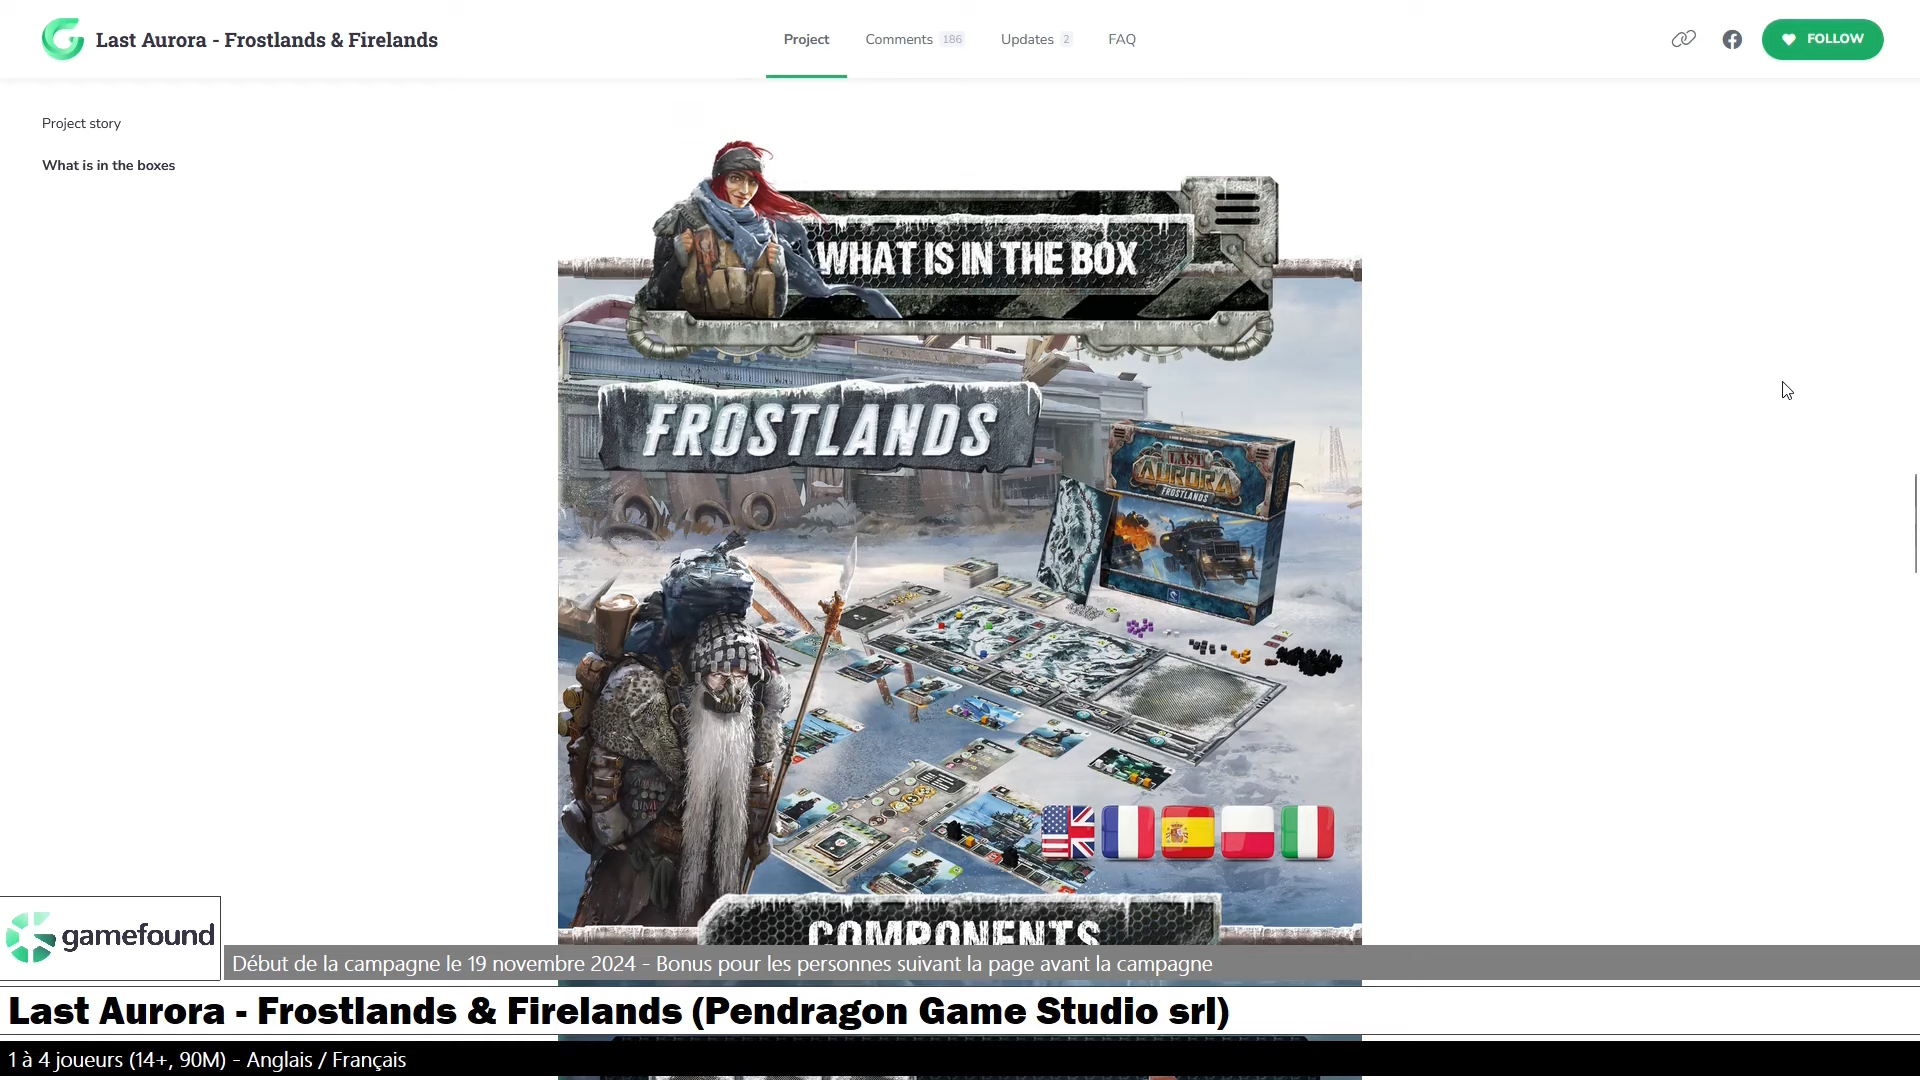 Last Aurora - Frostlands & Firelands
Project
Comments 186
Updates 2
FAQ
FOLLOW
Project story
What is in the boxes
WHAT IS IN THE BOX
FROSTLANDS
LAST
AURORA
FROSTLANDS
COMPONENTS
gamefound
Début de la campagne le 19 novembre 2024 - Bonus pour les personnes suivant la page avant la campagne
Last Aurora - Frostlands & Firelands (Pendragon Game Studio srl)
1 à 4 joueurs (14+, 90M) - Anglais / Français